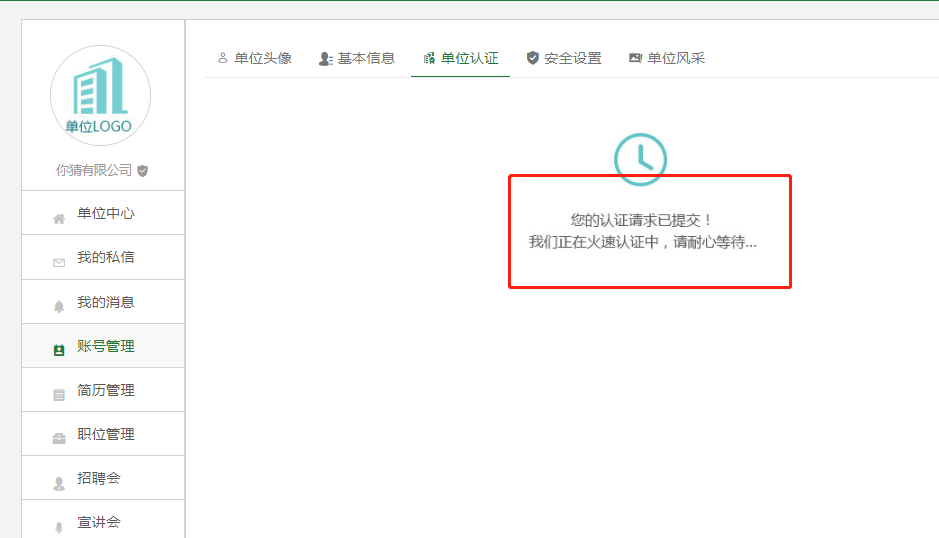 单位头像
基本信息
单位认证
安全设置
单位风采
单位LOGO
你猜有限公司
单位中心
我的私信
我的消息
账号管理
简历管理
职位管理
招聘会
宣讲会
您的认证请求已提交！
我们正在火速认证中，请耐心等待...